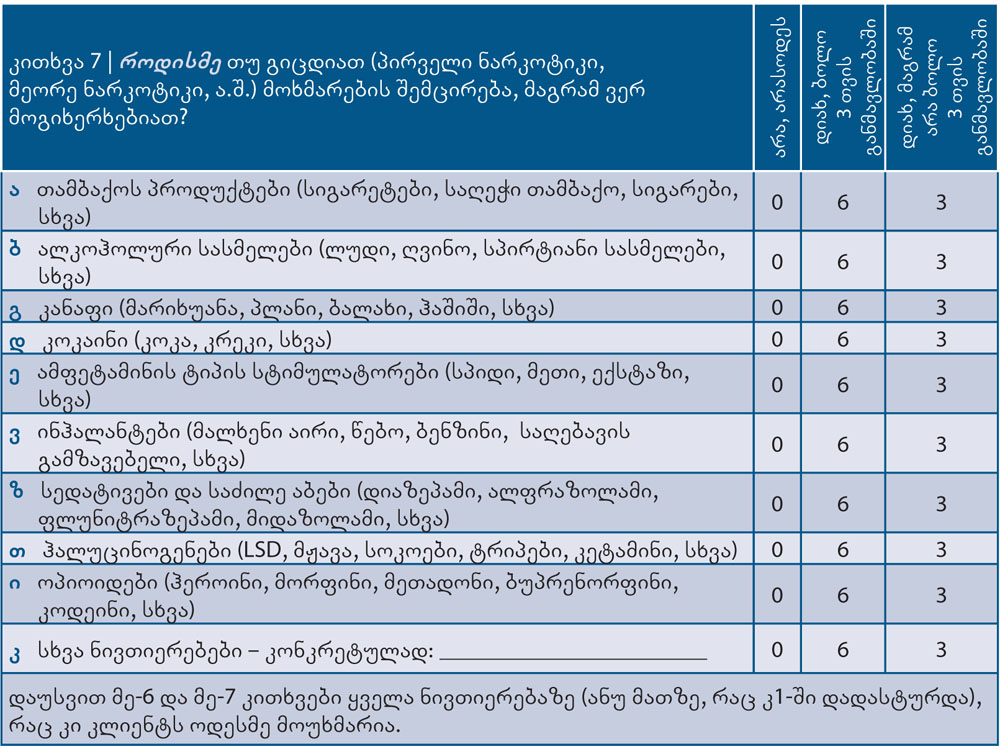 კითხვა 7 | როდისმე თუ გიცდიათ (პირველი ნარკოტიკი,
მეორე ნარკოტიკი, ა.შ.) მოხმარების შემცირება, მაგრამ ვერ
მოგიხერხებიათ?
არა, არასოდეს
დიახ, ბოლო
3 თვის
განმავლობაში
დიახ, მაგრამ
არა ბოლო
3 თვის
განმავლობაში
ა თამბაქოს პროდუქტები (სიგარეტები, საღეჭი თამბაქო, სიგარები,
სხვა) 0 6 3
ბ ალკოჰოლური სასმელები (ლუდი, ღვინო, სპირტიანი სასმელები,
სხვა) 0 6 3
გ კანაფი (მარიხუანა, პლანი, ბალახი, ჰაშიში, სხვა) 0 6 3
დ კოკაინი (კოკა, კრეკი, სხვა) 0 6 3
ე ამფეტამინის ტიპის სტიმულატორები (სპიდი, მეთი, ექსტაზი,
სხვა) 0 6 3
ვ ინჰალანტები (მალხენი აირი, წებო, ბენზინი, საღებავის
გამზავებელი, სხვა) 0 6 3
ზ სედატივები და საძილე აბები (დიაზეპამი, ალფრაზოლამი,
ფლუნიტრაზეპამი, მიდაზოლამი, სხვა) 0 6 3
თ ჰალუცინოგენები (LSD, მჟავა, სოკოები, ტრიპები, კეტამინი, სხვა) 0 6 3
ი ოპიოიდები (ჰეროინი, მორფინი, მეთადონი, ბუპრენორფინი,
კოდეინი, სხვა) 0 6 3
კ სხვა ნივთიერებები – კონკრეტულად: 0 6 3
დაუსვით მე-6 და მე-7 კითხვები ყველა ნივთიერებაზე (ანუ მათზე, რაც კ1-ში დადასტურდა),
რაც კი კლიენტს ოდესმე მოუხმარია.